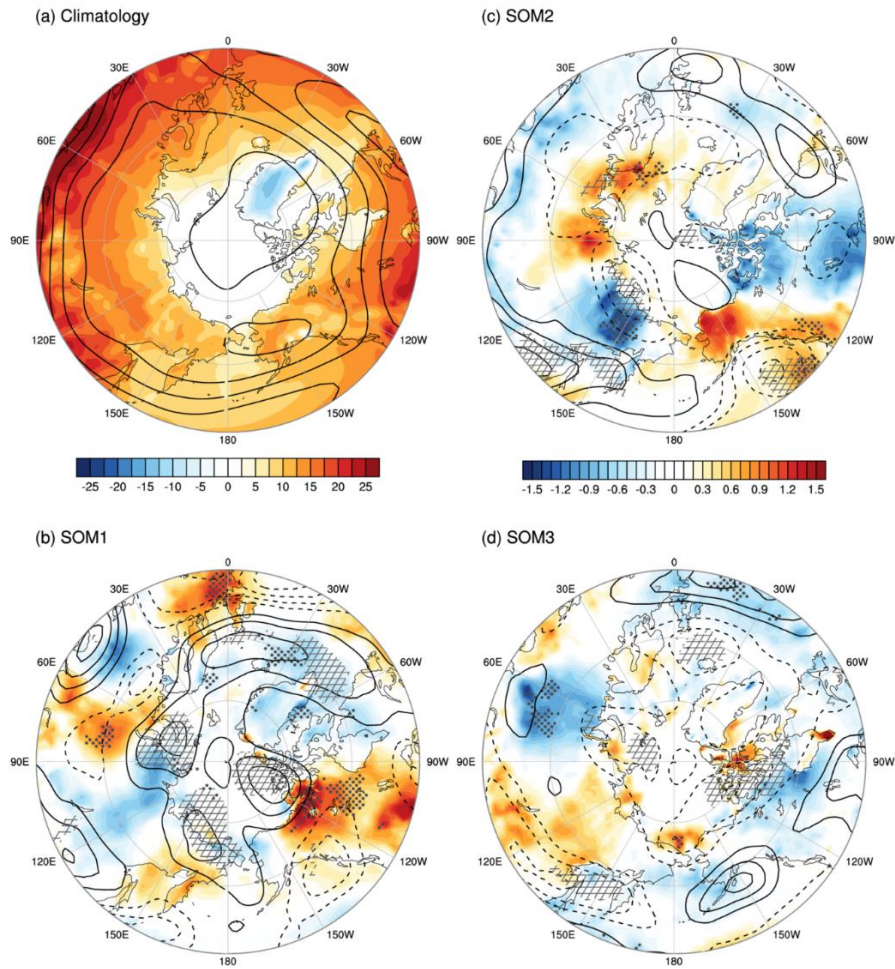 (a) Climatology
0
30E
30W
60E
60W
90E
90W
120E
120W
150E
150W
180
-25 -20 -15 -10 -5 0 5 10 15 20 25
(c) SOM2
0
30E
30W
60E
60W
90E
90W
120E
120W
150E
150W
180
-1.5 -1.2 -0.9 -0.6 -0.3 0 0.3 0.6 0.9 1.2 1.5
(b) SOM1
0
30E
30W
60E
60W
90E
90W
120E
120W
150E
150W
180
(d) SOM3
0
30E
30W
60E
60W
90E
90W
120E
120W
150E
150W
180